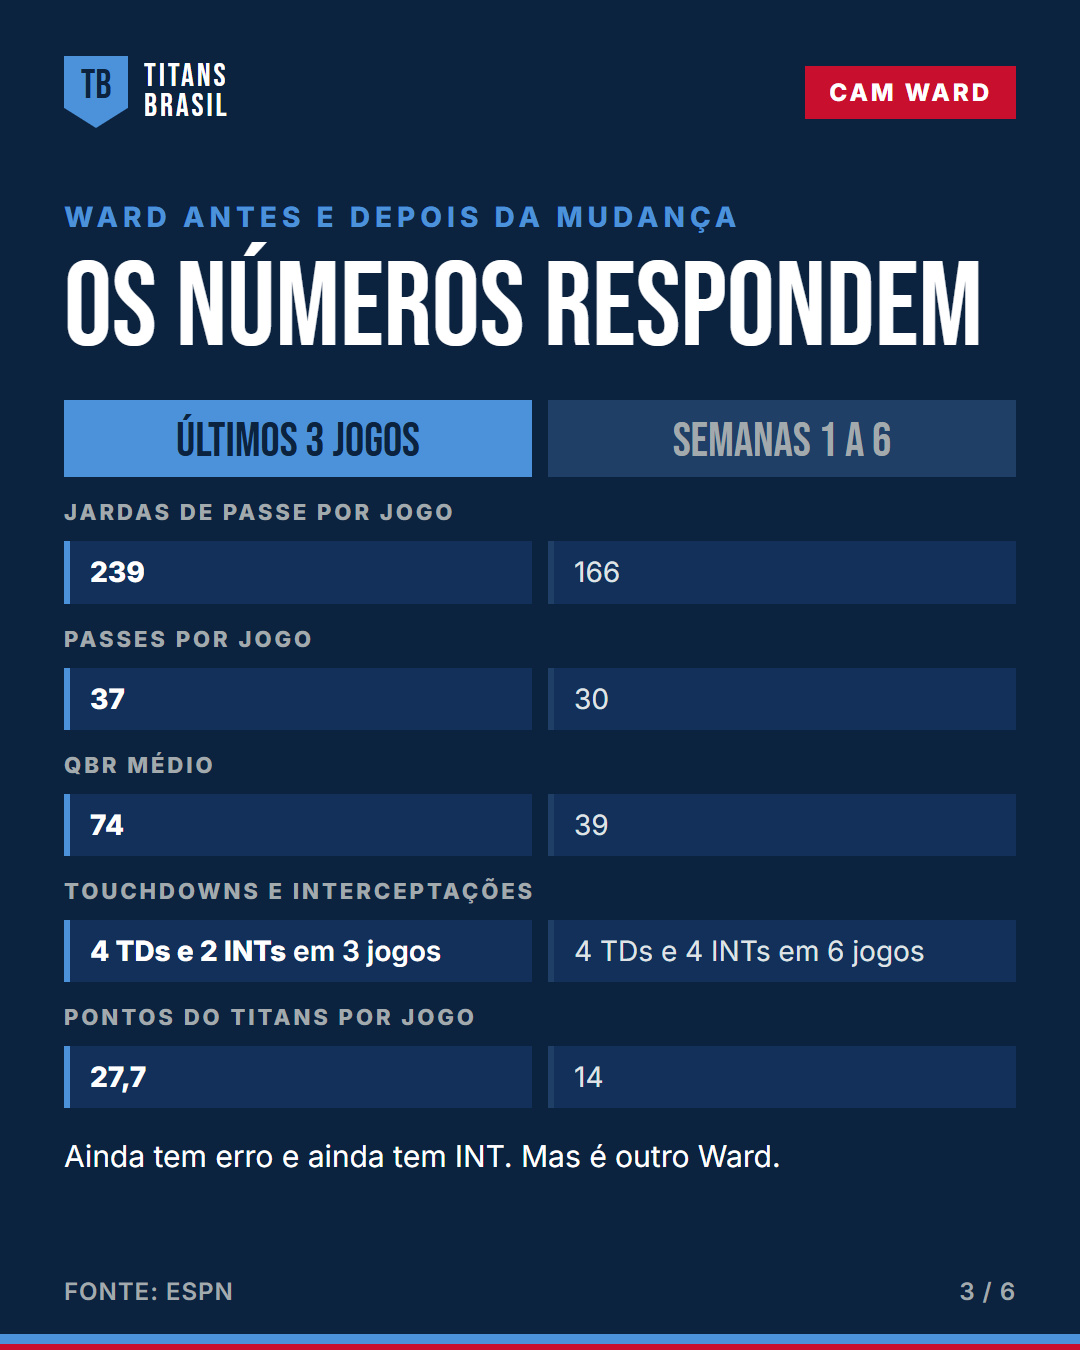 TB
TITANS
BRASIL
CAM WARD
WARD ANTES E DEPOIS DA MUDANÇA
OS NÚMEROS RESPONDEM
ÚLTIMOS 3 JOGOS
SEMANAS 1 A 6
JARDAS DE PASSE POR JOGO
239
166
PASSES POR JOGO
37
30
QBR MÉDIO
74
39
TOUCHDOWNS E INTERCEPTAÇÕES
4 TDs e 2 INTs em 3 jogos
4 TDs e 4 INTs em 6 jogos
PONTOS DO TITANS POR JOGO
27,7
14
Ainda tem erro e ainda tem INT. Mas é outro Ward.
FONTE: ESPN
3 / 6